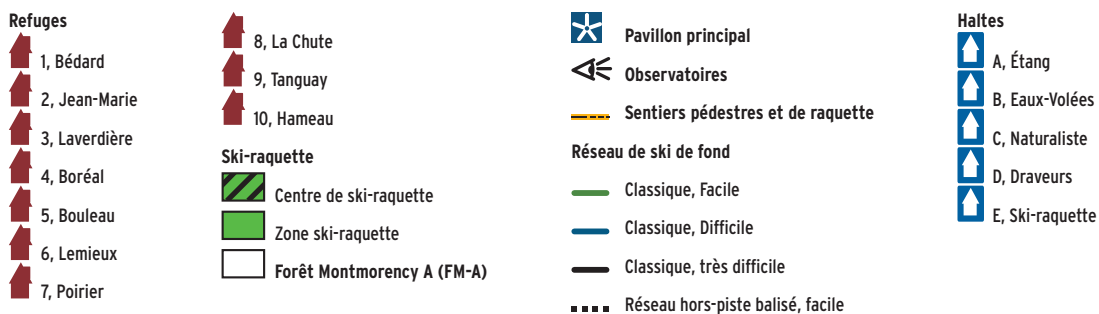 Refuges
1, Bédard
2, Jean-Marie
3, Laverdière
4, Boréal
5, Bouleau
6, Lemieux
7, Poirier
8, La Chute
9, Tanguay
10, Hameau
Ski-raquette
Centre de ski-raquette
Zone ski-raquette
Forêt Montmorency A (FM-A)
Pavillon principal
Observatoires
Sentiers pédestres et de raquette
Réseau de ski de fond
Classique, Facile
Classique, Difficile
Classique, très difficile
Réseau hors-piste balisé, facile
Haltes
A, Étang
B, Eaux-Volées
C, Naturaliste
D, Draveurs
E, Ski-raquette